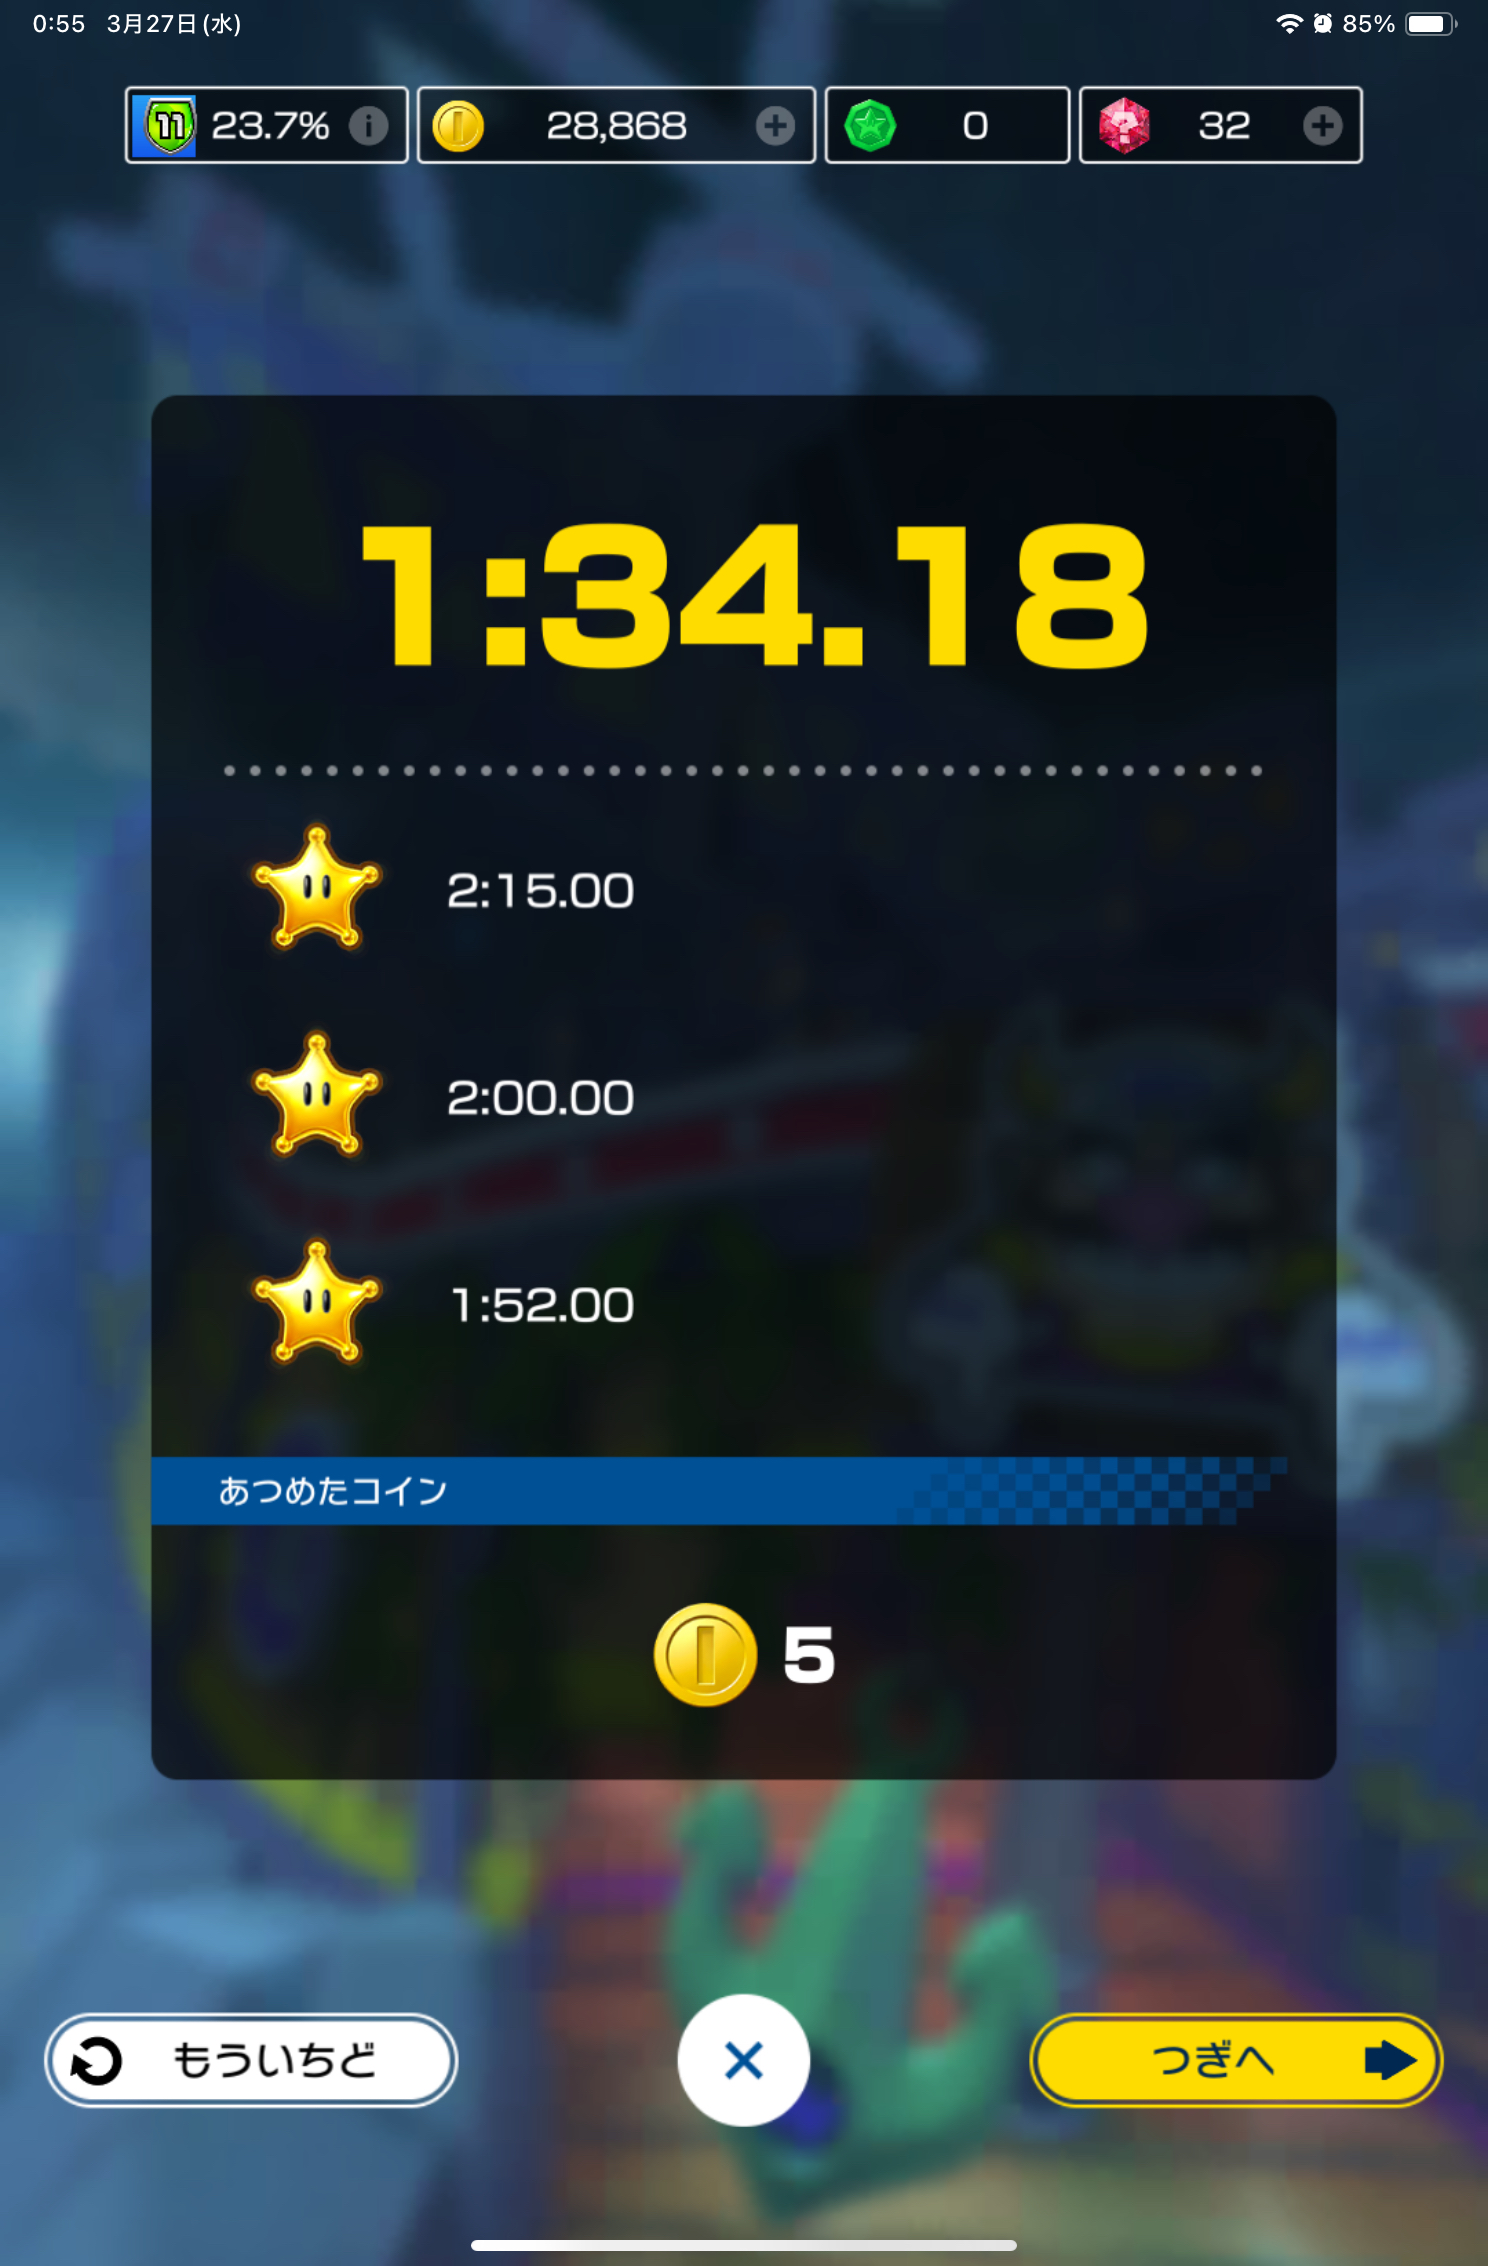 0:55 3月27日(水) 85%
11 23.7% i 28,868 + 0 ? 32 +
1:34.18
2:15.00
2:00.00
1:52.00
あつめたコイン
5
もういちど × つぎへ